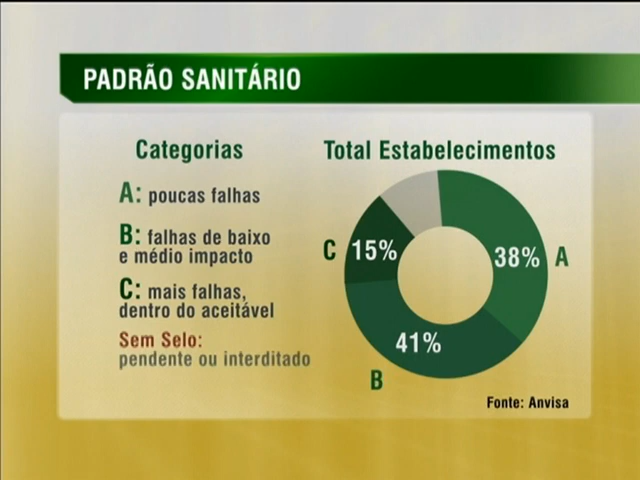 PADRÃO SANITÁRIO
Categorias
A: poucas falhas
B: falhas de baixo
e médio impacto
C: mais falhas,
dentro do aceitável
Sem Selo:
pendente ou interditado
Total Estabelecimentos
C 15%
38% A
41%
B
Fonte: Anvisa